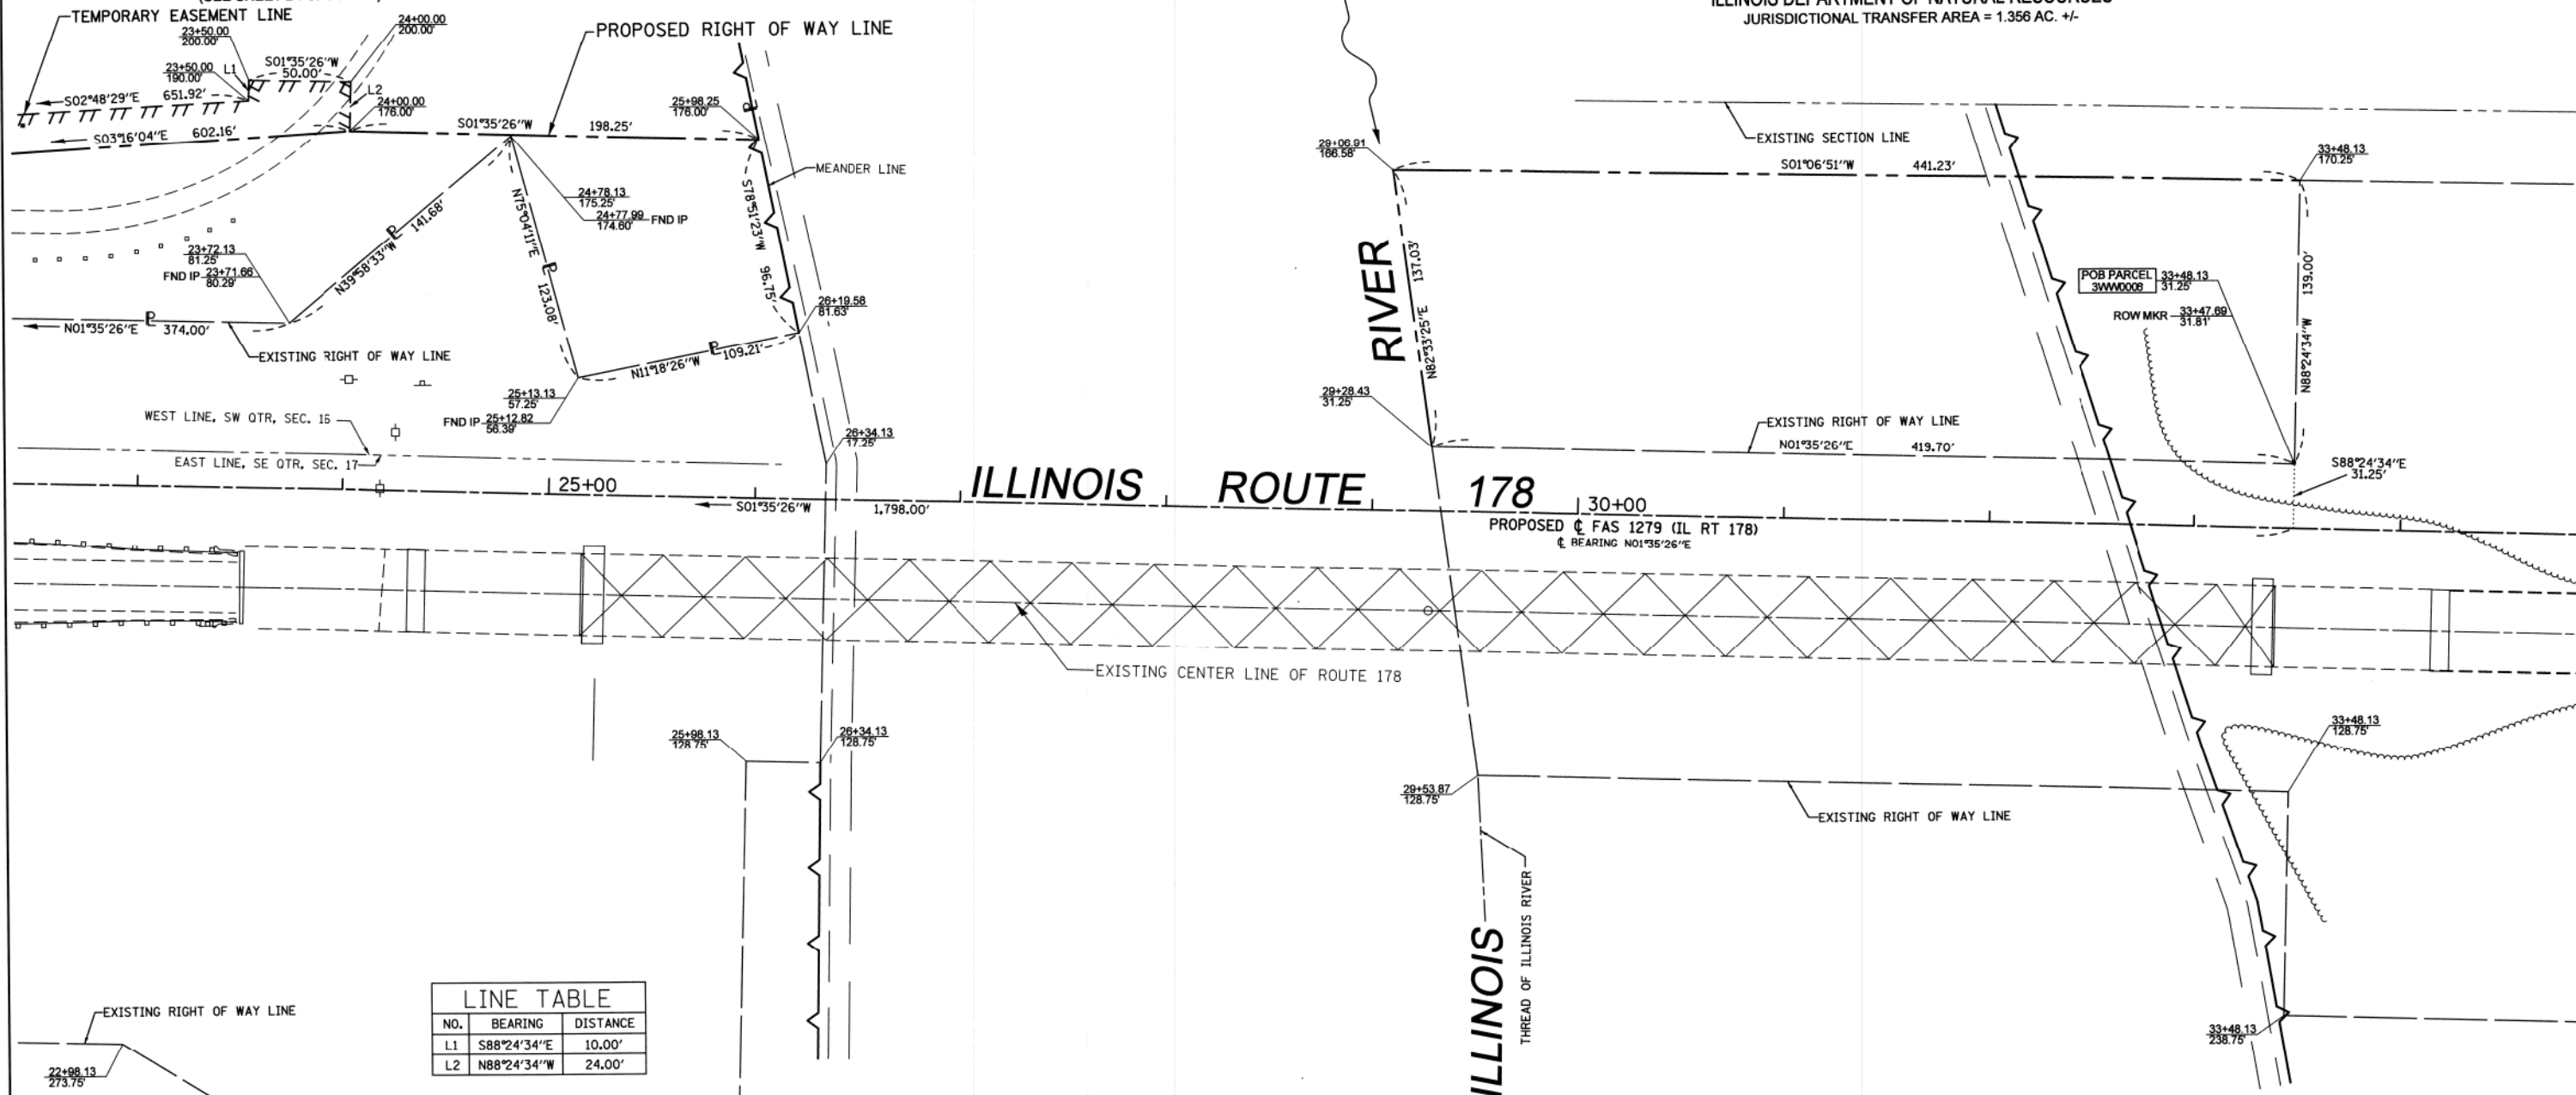 TEMPORARY EASEMENT LINE
23+50.00
200.00'
24+00.00
200.00'
PROPOSED RIGHT OF WAY LINE
ILLINOIS DEPARTMENT OF NATURAL RESOURCES
JURISDICTIONAL TRANSFER AREA = 1.356 AC. +/-
23+50.00
190.00'
L1
S01°35'26"W
50.00'
L2
S02°48'29"E 651.92'
24+00.00
176.00'
S03°16'04"E 602.16'
S01°35'26"W 198.25'
25+98.25
176.00'
P
MEANDER LINE
S78°51'23"W 96.75'
24+78.13
175.25'
24+77.99 FND IP
174.60'
N75°04'11"E P 123.08'
N39°58'33"W P 141.68'
23+72.13
81.25'
FND IP 23+71.66
80.29'
N01°35'26"E P 374.00'
EXISTING RIGHT OF WAY LINE
26+19.58
81.63'
N11°18'26"W P 109.21'
25+13.13
57.25'
FND IP 25+12.82
56.39'
26+34.13
17.25'
WEST LINE, SW QTR, SEC. 16
EAST LINE, SE QTR, SEC. 17
29+06.91
166.58'
RIVER
N82°33'25"E 137.03'
29+28.43
31.25'
EXISTING SECTION LINE
S01°06'51"W 441.23'
33+48.13
170.25'
POB PARCEL
3WW0006
33+48.13
31.25'
ROW MKR 33+47.69
31.81'
N88°24'34"W 139.00'
EXISTING RIGHT OF WAY LINE
N01°35'26"E 419.70'
S88°24'34"E
31.25'
25+00
ILLINOIS ROUTE 178
30+00
S01°35'26"W 1,798.00'
PROPOSED ℄ FAS 1279 (IL RT 178)
℄ BEARING N01°35'26"E
EXISTING CENTER LINE OF ROUTE 178
25+98.13
128.75'
26+34.13
128.75'
29+53.87
128.75'
33+48.13
128.75'
EXISTING RIGHT OF WAY LINE
THREAD OF ILLINOIS RIVER
ILLINOIS
33+48.13
238.75'
EXISTING RIGHT OF WAY LINE
22+98.13
273.75'
LINE TABLE
NO. BEARING DISTANCE
L1 S88°24'34"E 10.00'
L2 N88°24'34"W 24.00'